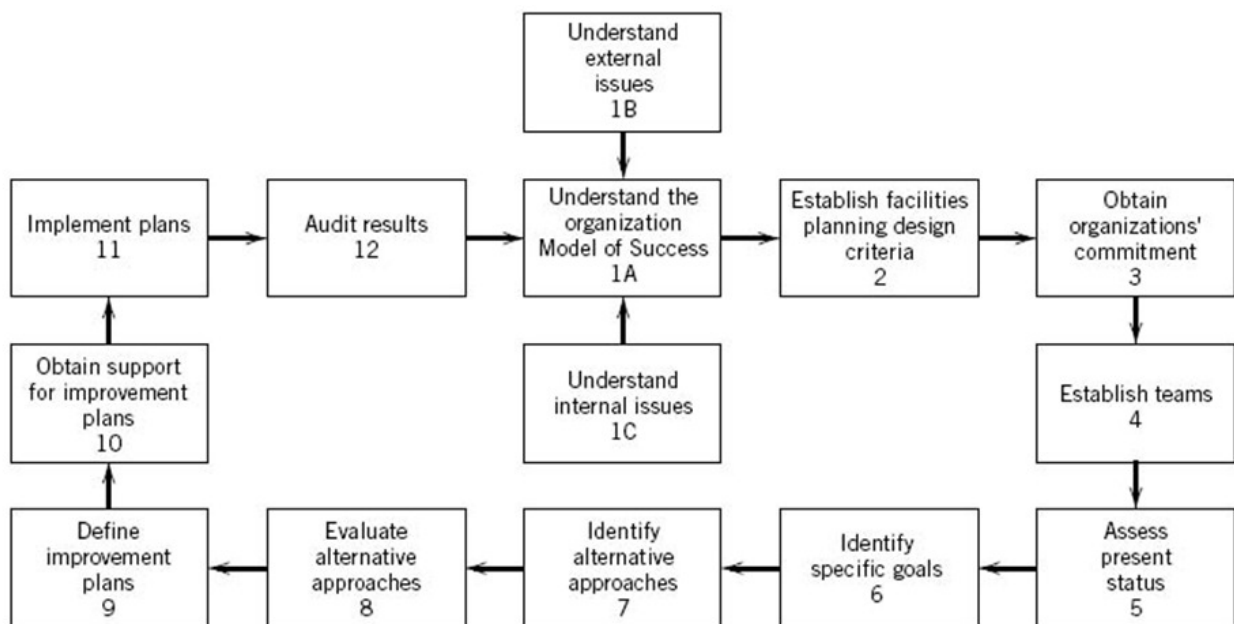 Understand
external
issues
1B
Implement plans
11
Audit results
12
Understand the
organization
Model of Success
1A
Establish facilities
planning design
criteria
2
Obtain
organizations'
commitment
3
Obtain support
for improvement
plans
10
Understand
internal issues
1C
Establish teams
4
Define
improvement
plans
9
Evaluate
alternative
approaches
8
Identify
alternative
approaches
7
Identify
specific goals
6
Assess
present
status
5